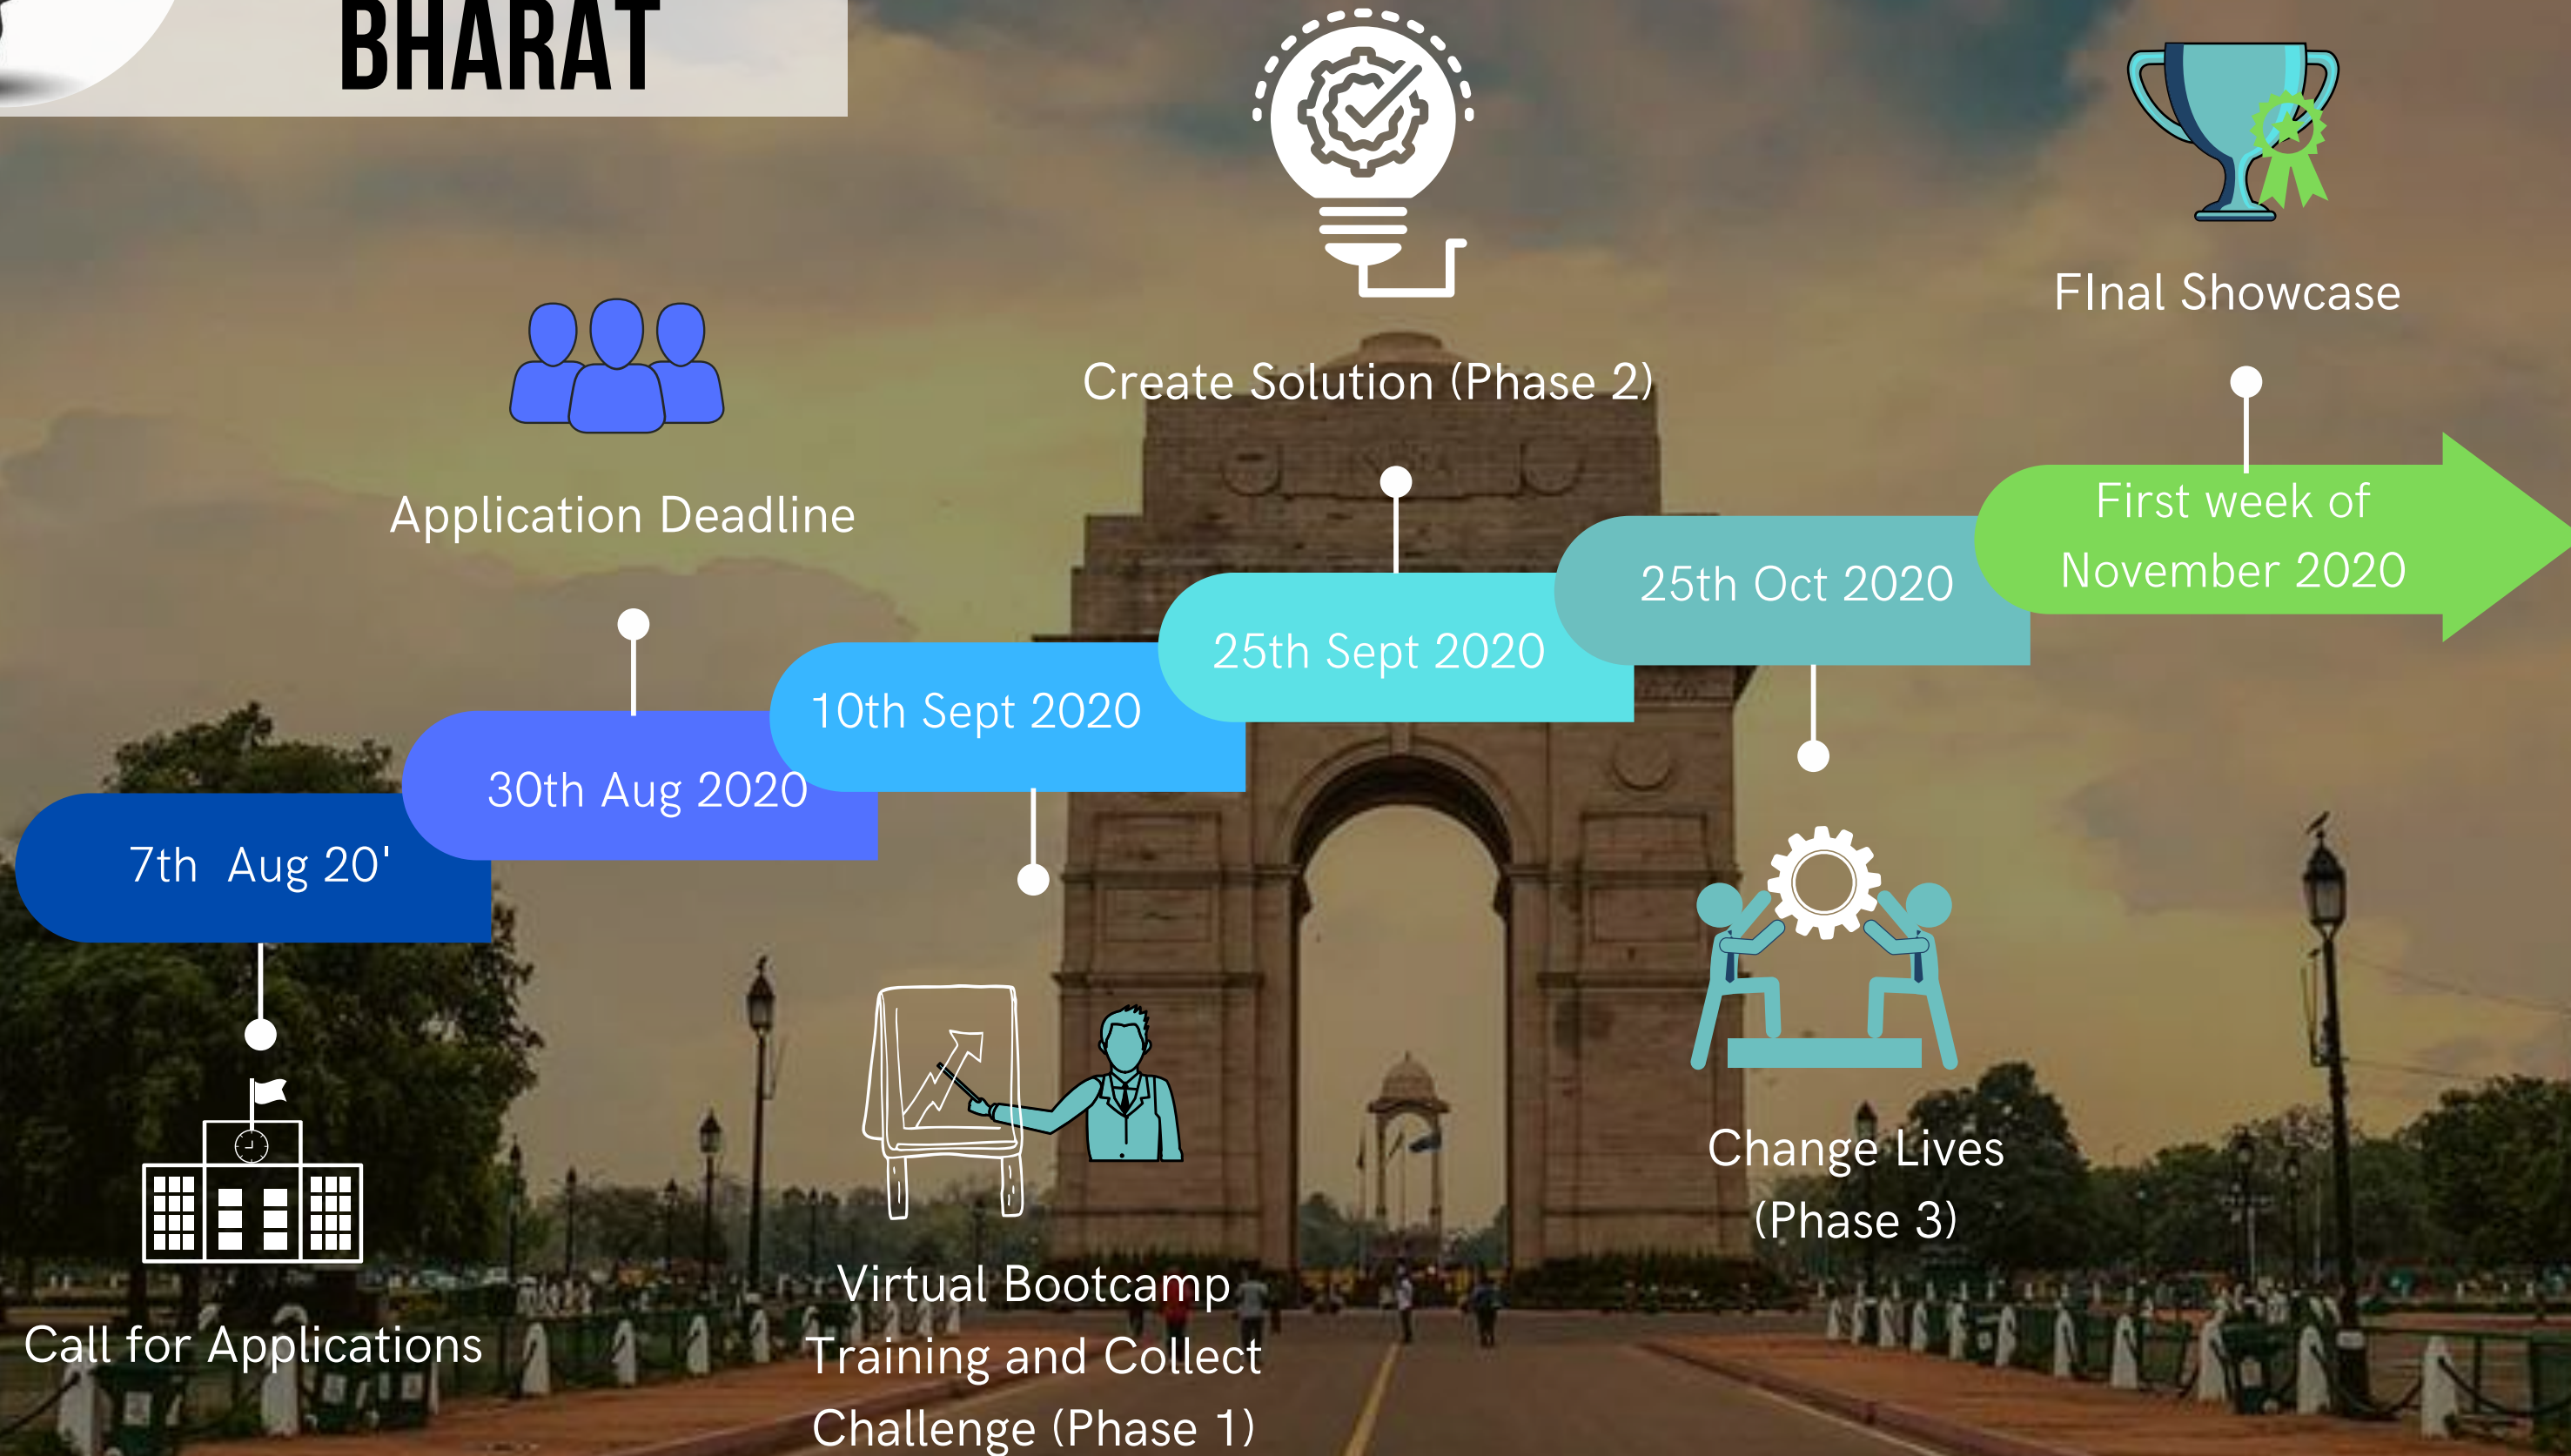 BHARAT
7th  Aug 20'
Call for Applications
Application Deadline
30th Aug 2020
10th Sept 2020
Virtual Bootcamp
Training and Collect
Challenge (Phase 1)
Create Solution (Phase 2)
25th Sept 2020
25th Oct 2020
Change Lives
(Phase 3)
FInal Showcase
First week of
November 2020